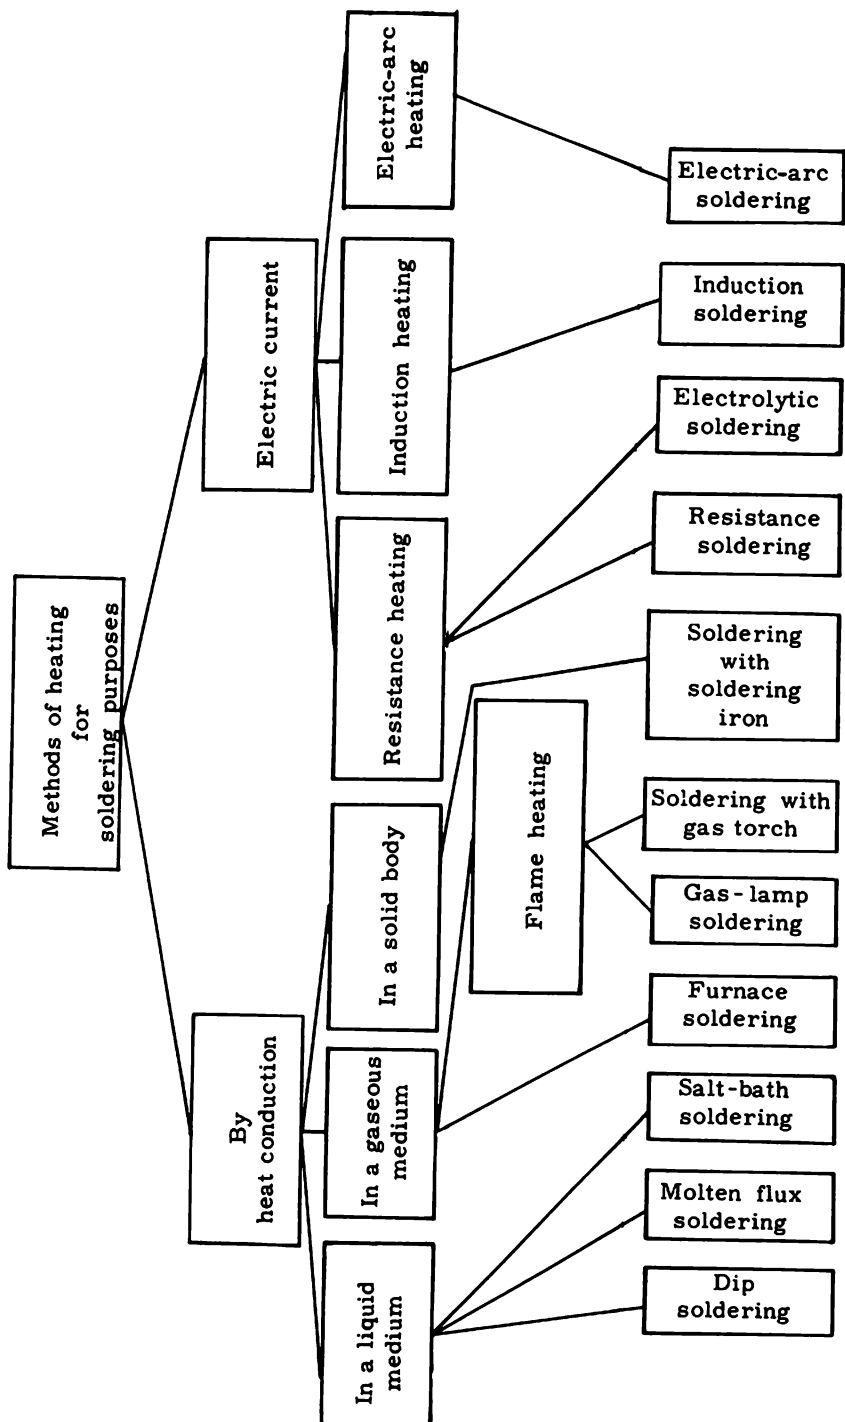 Methods of heating
for
soldering purposes
Electric current
By
heat conduction
Electric-arc
heating
Induction heating
Resistance heating
In a solid body
In a gaseous
medium
In a liquid
medium
Flame heating
Electric-arc
soldering
Induction
soldering
Electrolytic
soldering
Resistance
soldering
Soldering
with
soldering
iron
Soldering with
gas torch
Gas-lamp
soldering
Furnace
soldering
Salt-bath
soldering
Molten flux
soldering
Dip
soldering